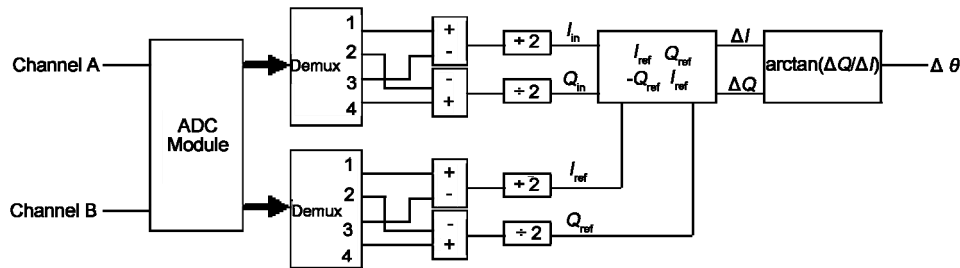 Channel A
Channel B
ADC
Module
Demux
1
2
3
4
+
-
-
+
÷ 2
÷ 2
I_in
Q_in
Demux
1
2
3
4
+
-
-
+
÷ 2
÷ 2
I_ref
Q_ref
I_ref Q_ref
-Q_ref I_ref
ΔI
ΔQ
arctan(ΔQ/ΔI)
Δ θ